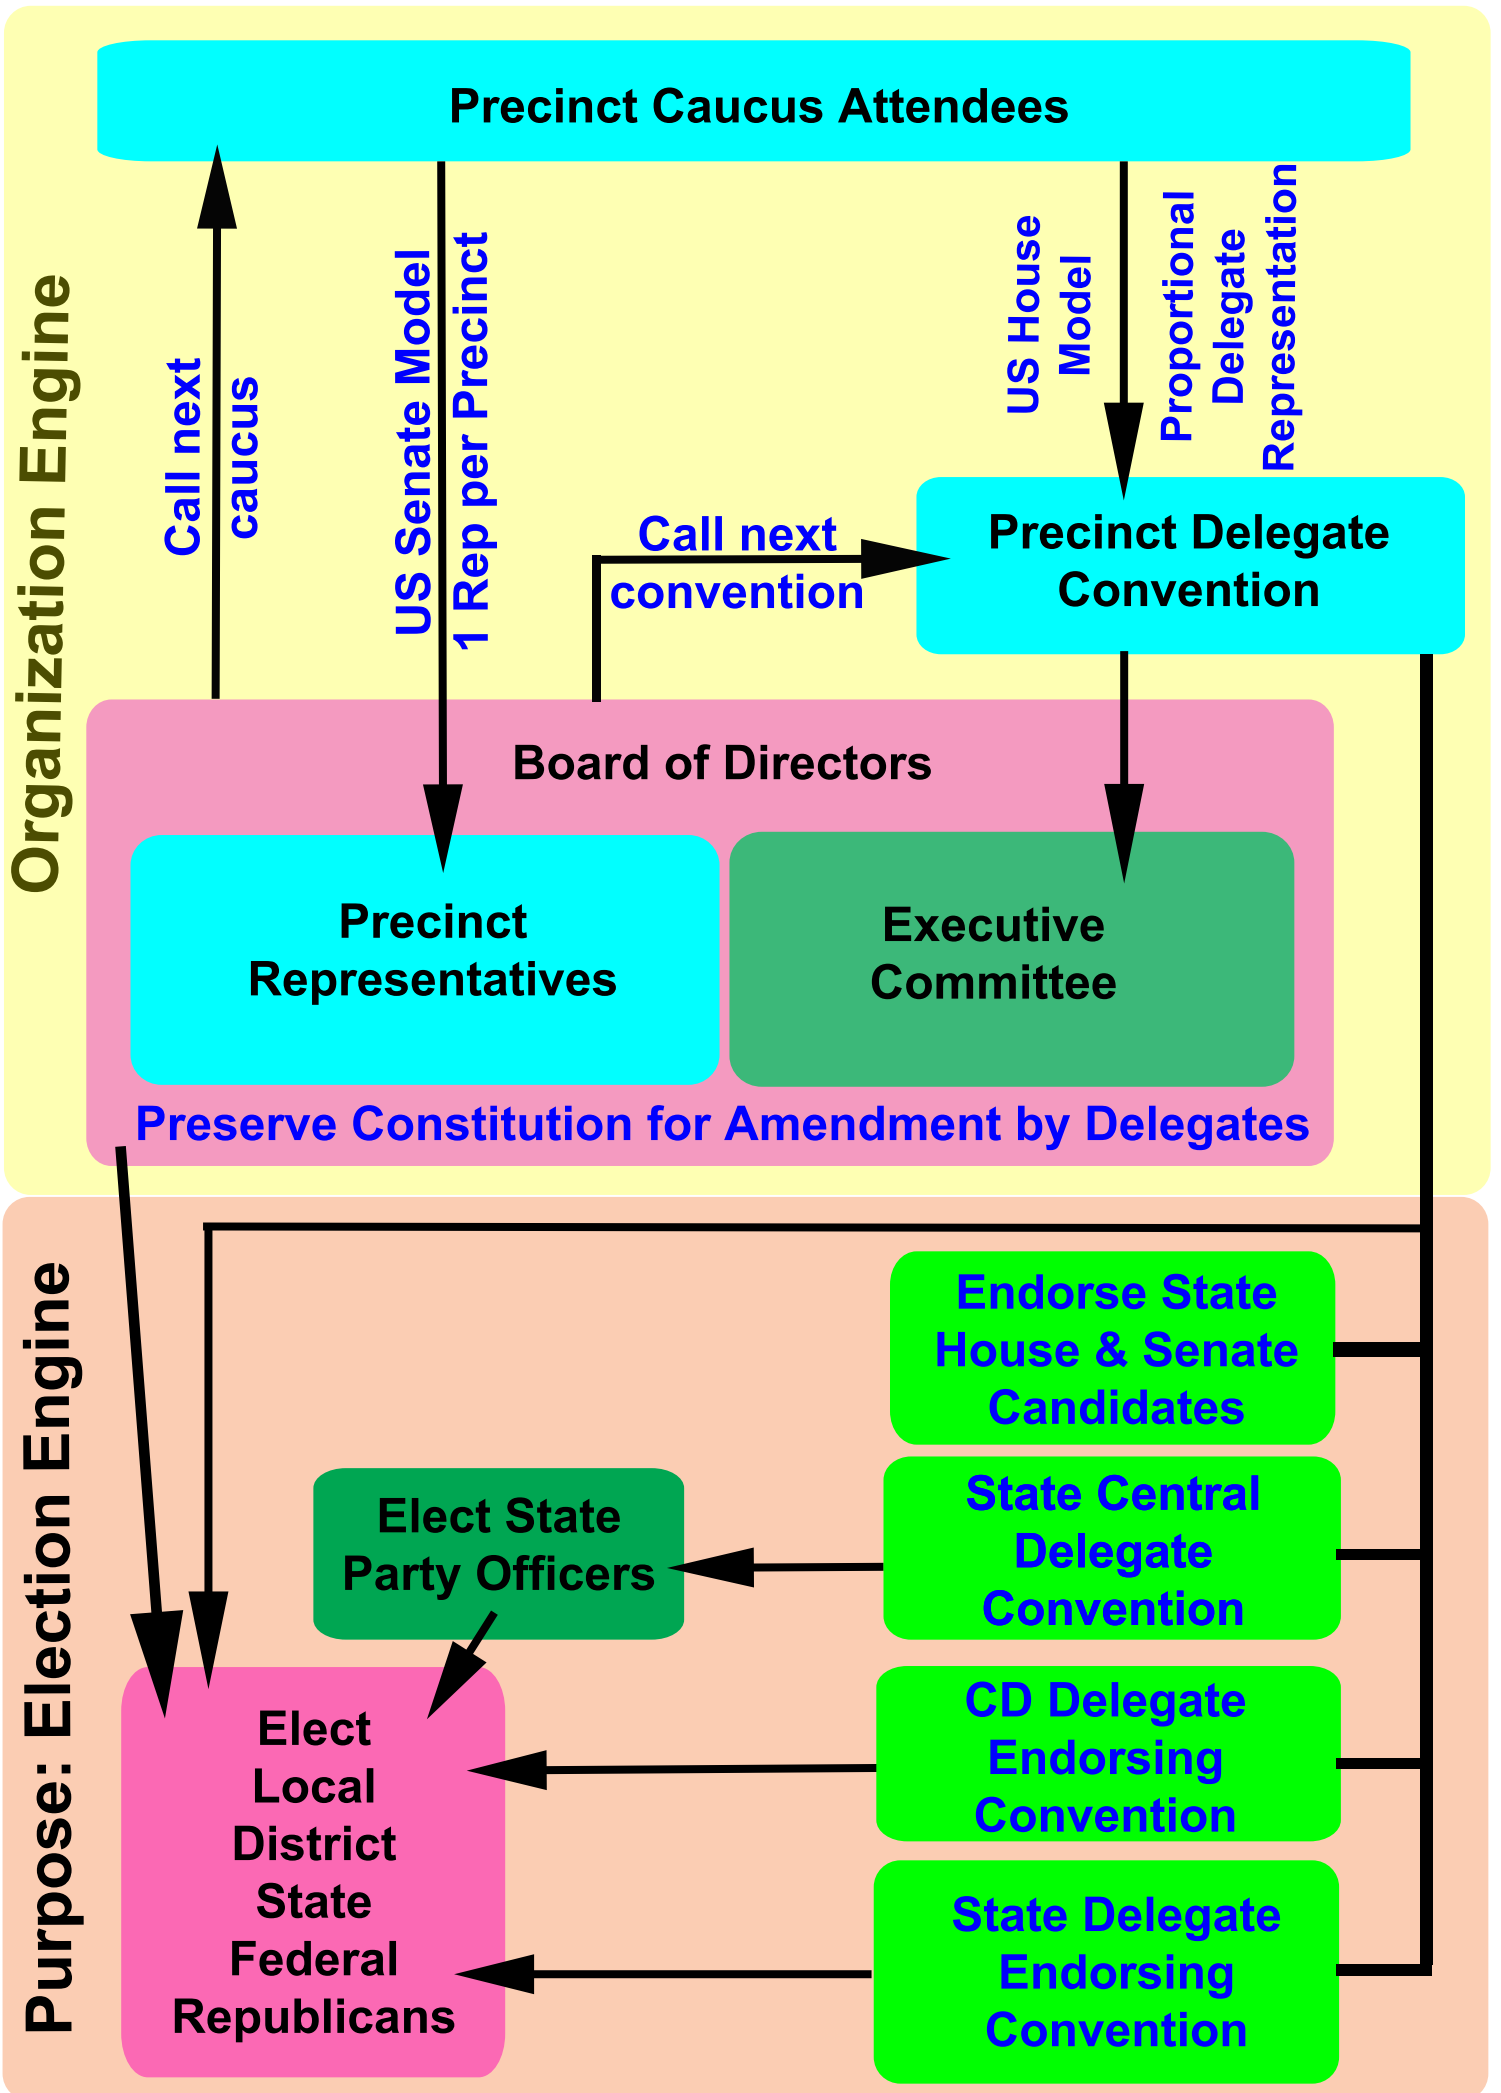 Precinct Caucus Attendees
Organization Engine
Call next
caucus
US Senate Model
1 Rep per Precinct
US House
Model
Proportional
Delegate
Representation
Call next
convention
Precinct Delegate
Convention
Board of Directors
Precinct
Representatives
Executive
Committee
Preserve Constitution for Amendment by Delegates
Purpose: Election Engine
Endorse State
House & Senate
Candidates
State Central
Delegate
Convention
Elect State
Party Officers
CD Delegate
Endorsing
Convention
State Delegate
Endorsing
Convention
Elect
Local
District
State
Federal
Republicans